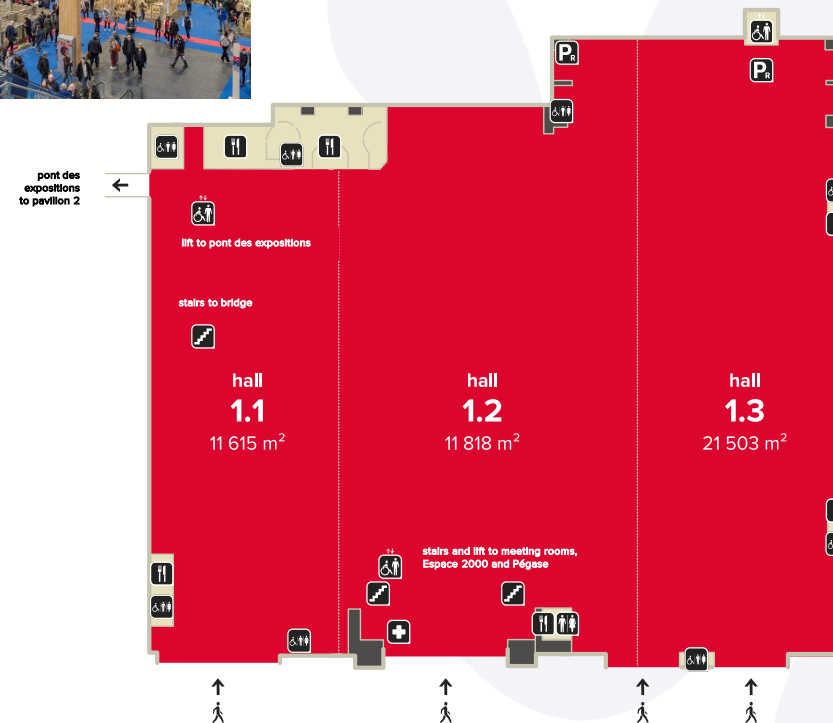 PR
PR
pont des
expositions
to pavilion 2
lift to pont des expositions
stairs to bridge
hall
1.1
11 615 m²
hall
1.2
11 818 m²
hall
1.3
21 503 m²
stairs and lift to meeting rooms,
Espace 2000 and Pégase